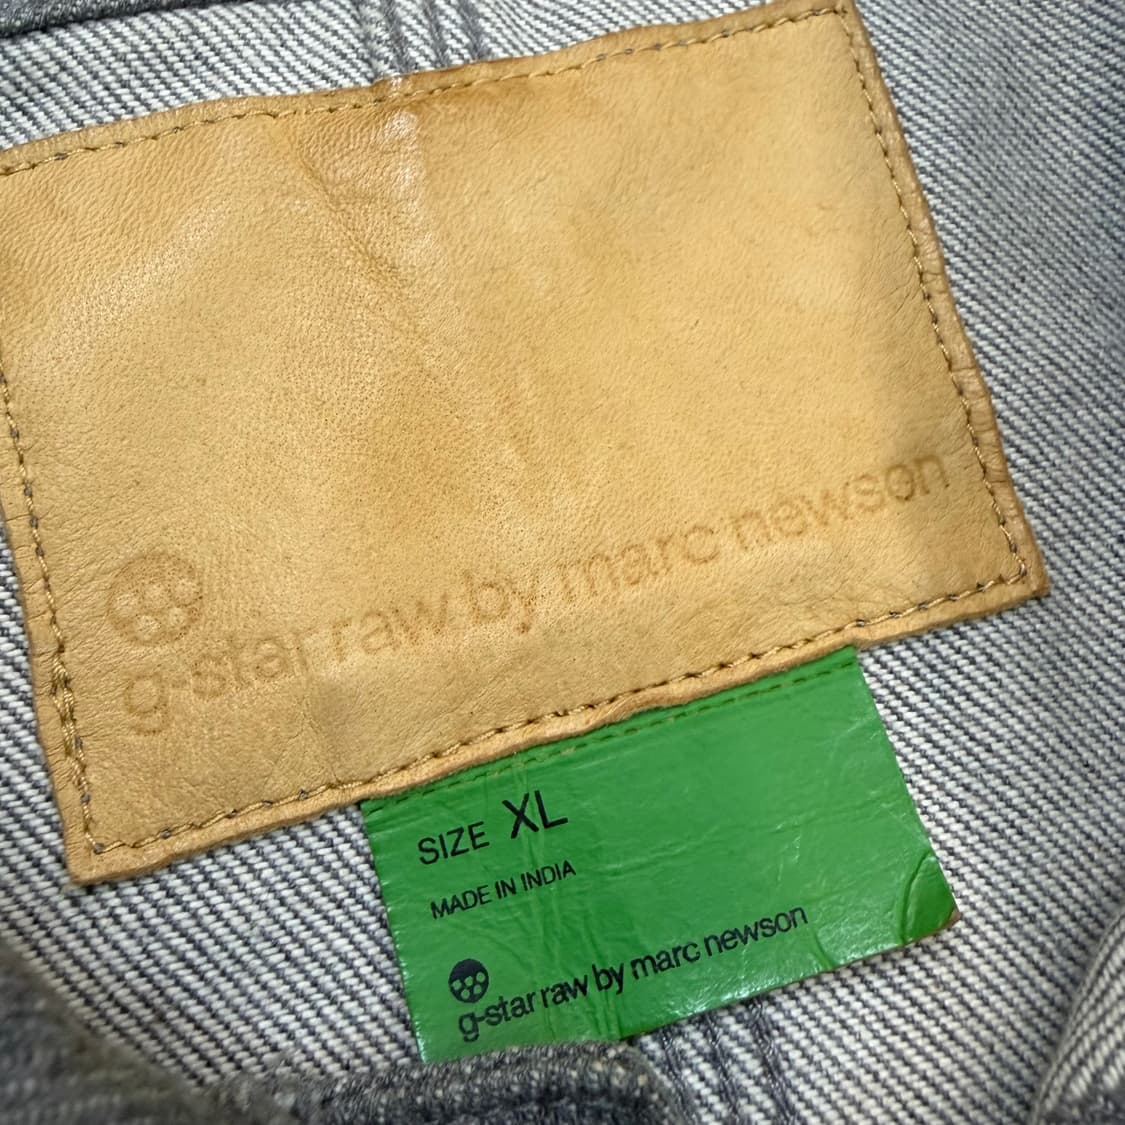 g-star raw by marc newson
SIZE XL
MADE IN INDIA
g-star raw by marc newson